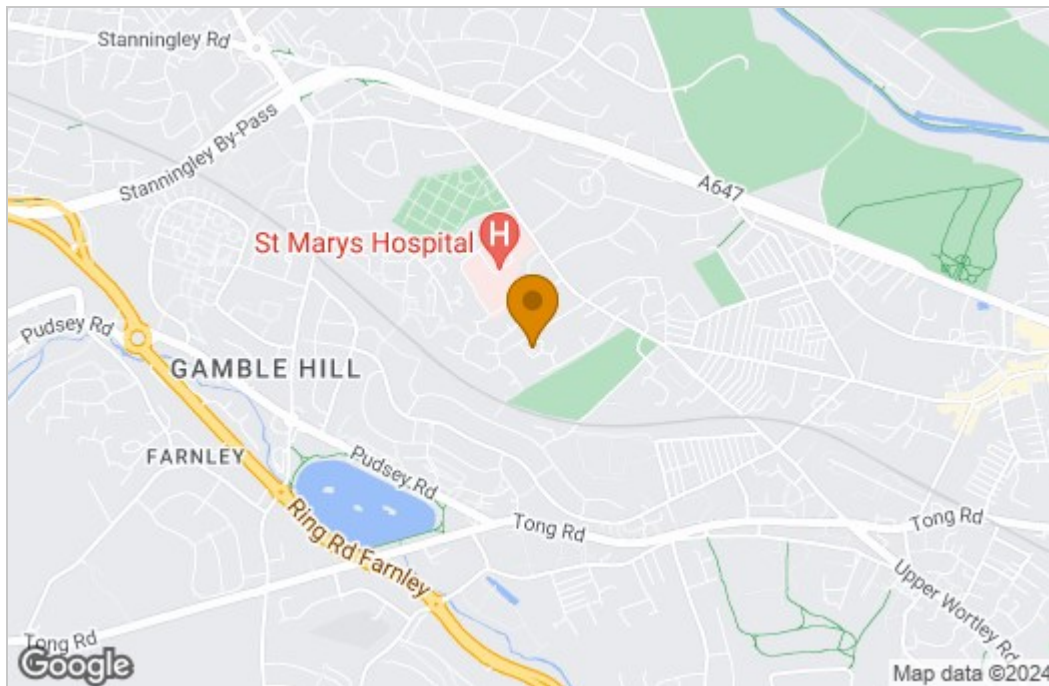 Stanningley Rd
Stanningley By-Pass
A647
St Marys Hospital
H
Pudsey Rd
GAMBLE HILL
FARNLEY
Pudsey Rd
Ring Rd Farnley
Tong Rd
Tong Rd
Upper Wortley Rd
Tong Rd
Google
Map data ©2024